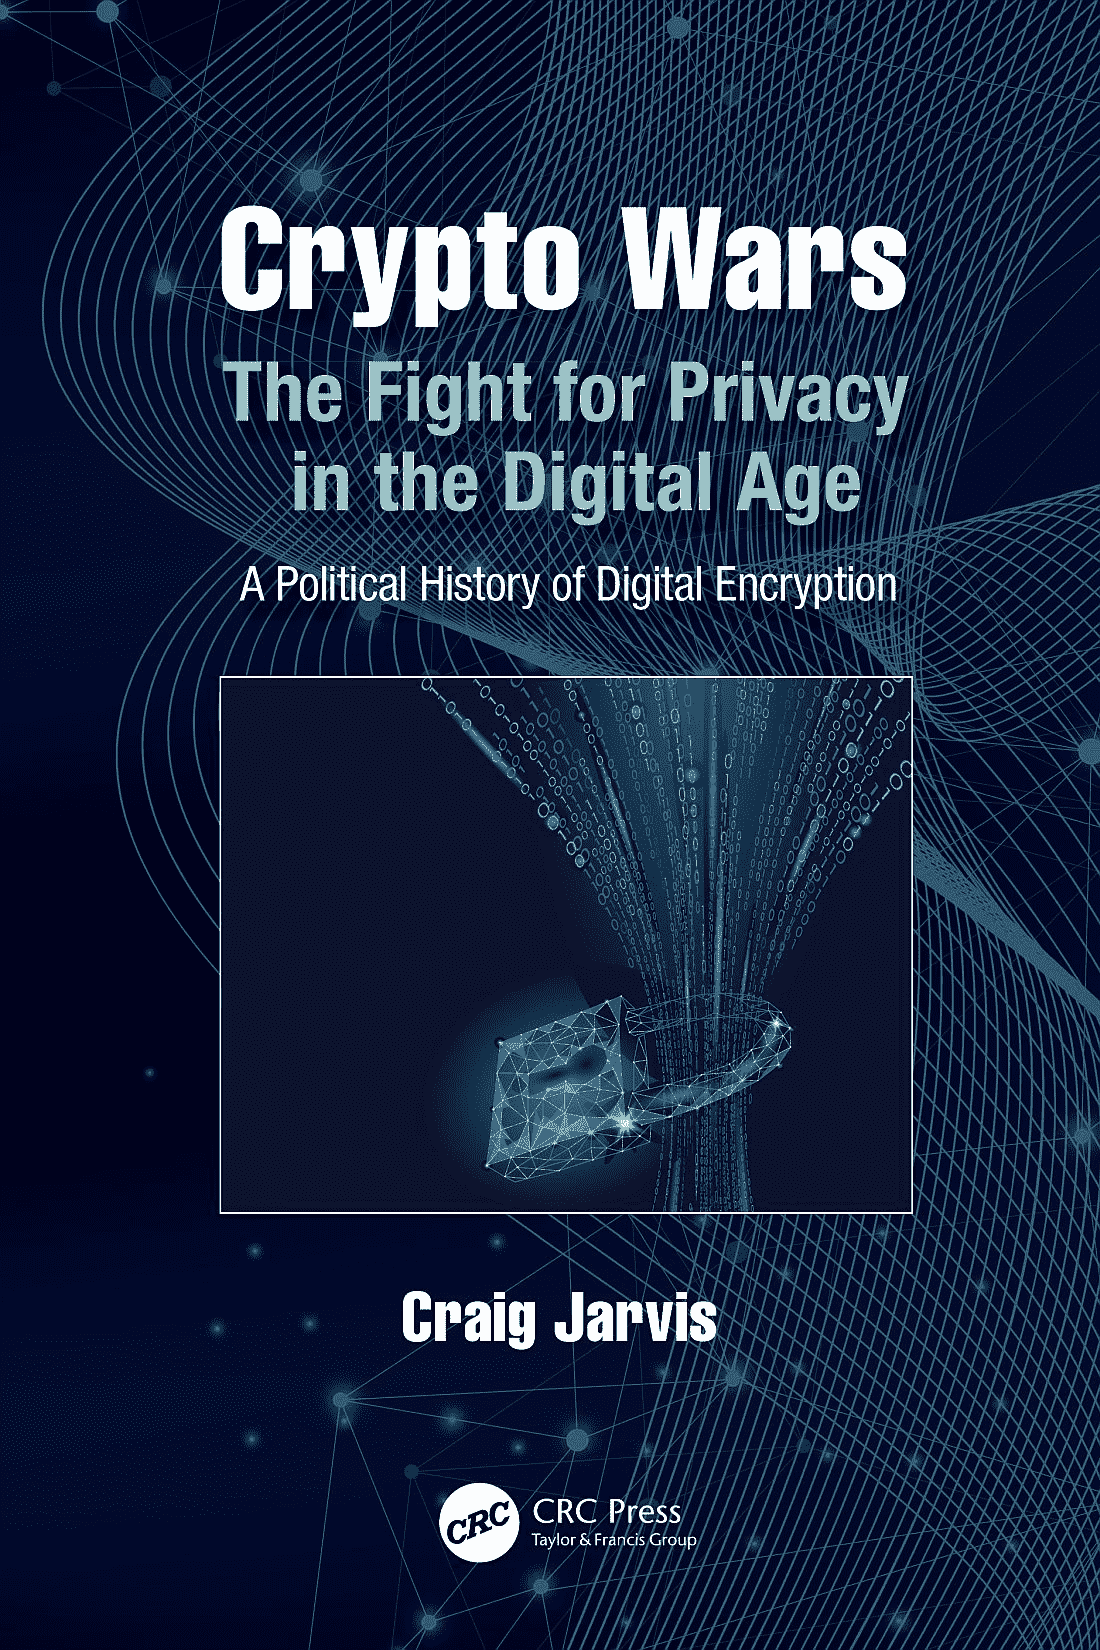 Crypto Wars
The Fight for Privacy
in the Digital Age
A Political History of Digital Encryption
Craig Jarvis
CRC
CRC Press
Taylor & Francis Group